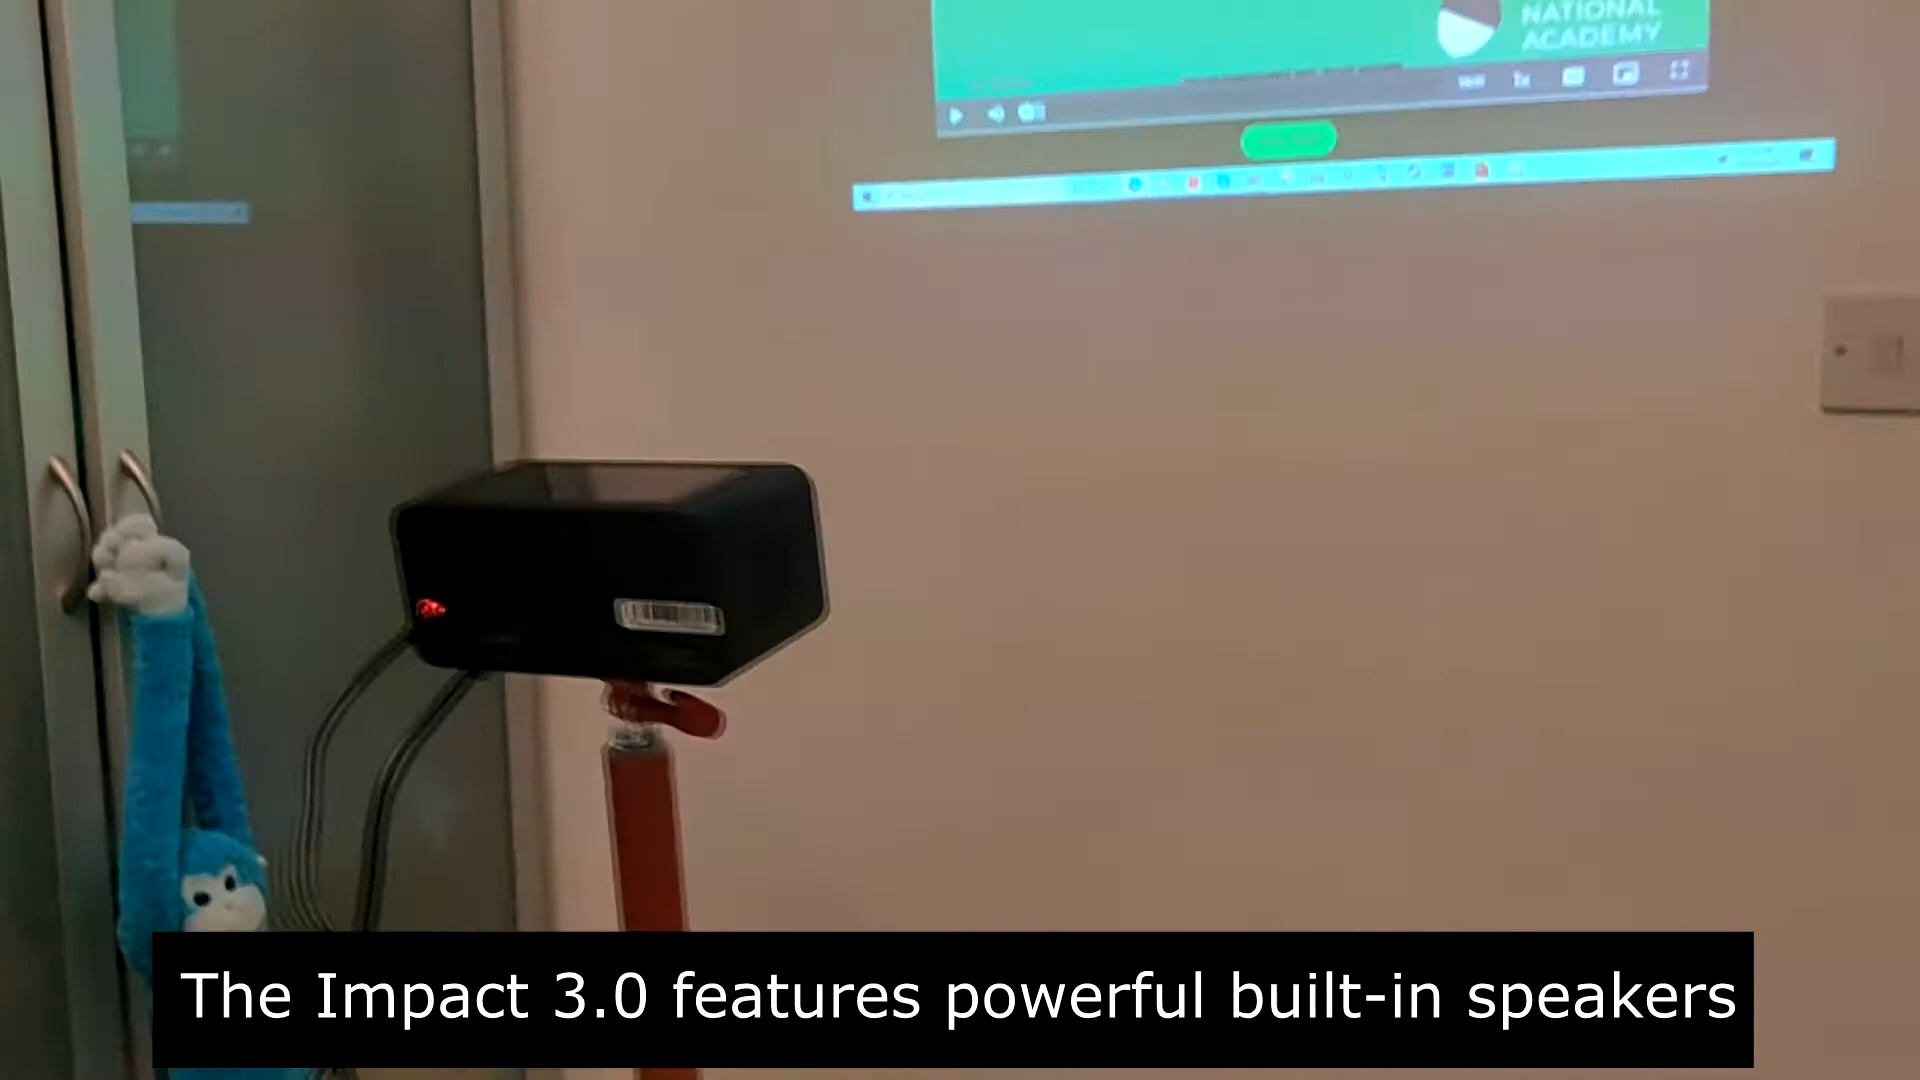 NATIONAL
ACADEMY
1x
The Impact 3.0 features powerful built-in speakers